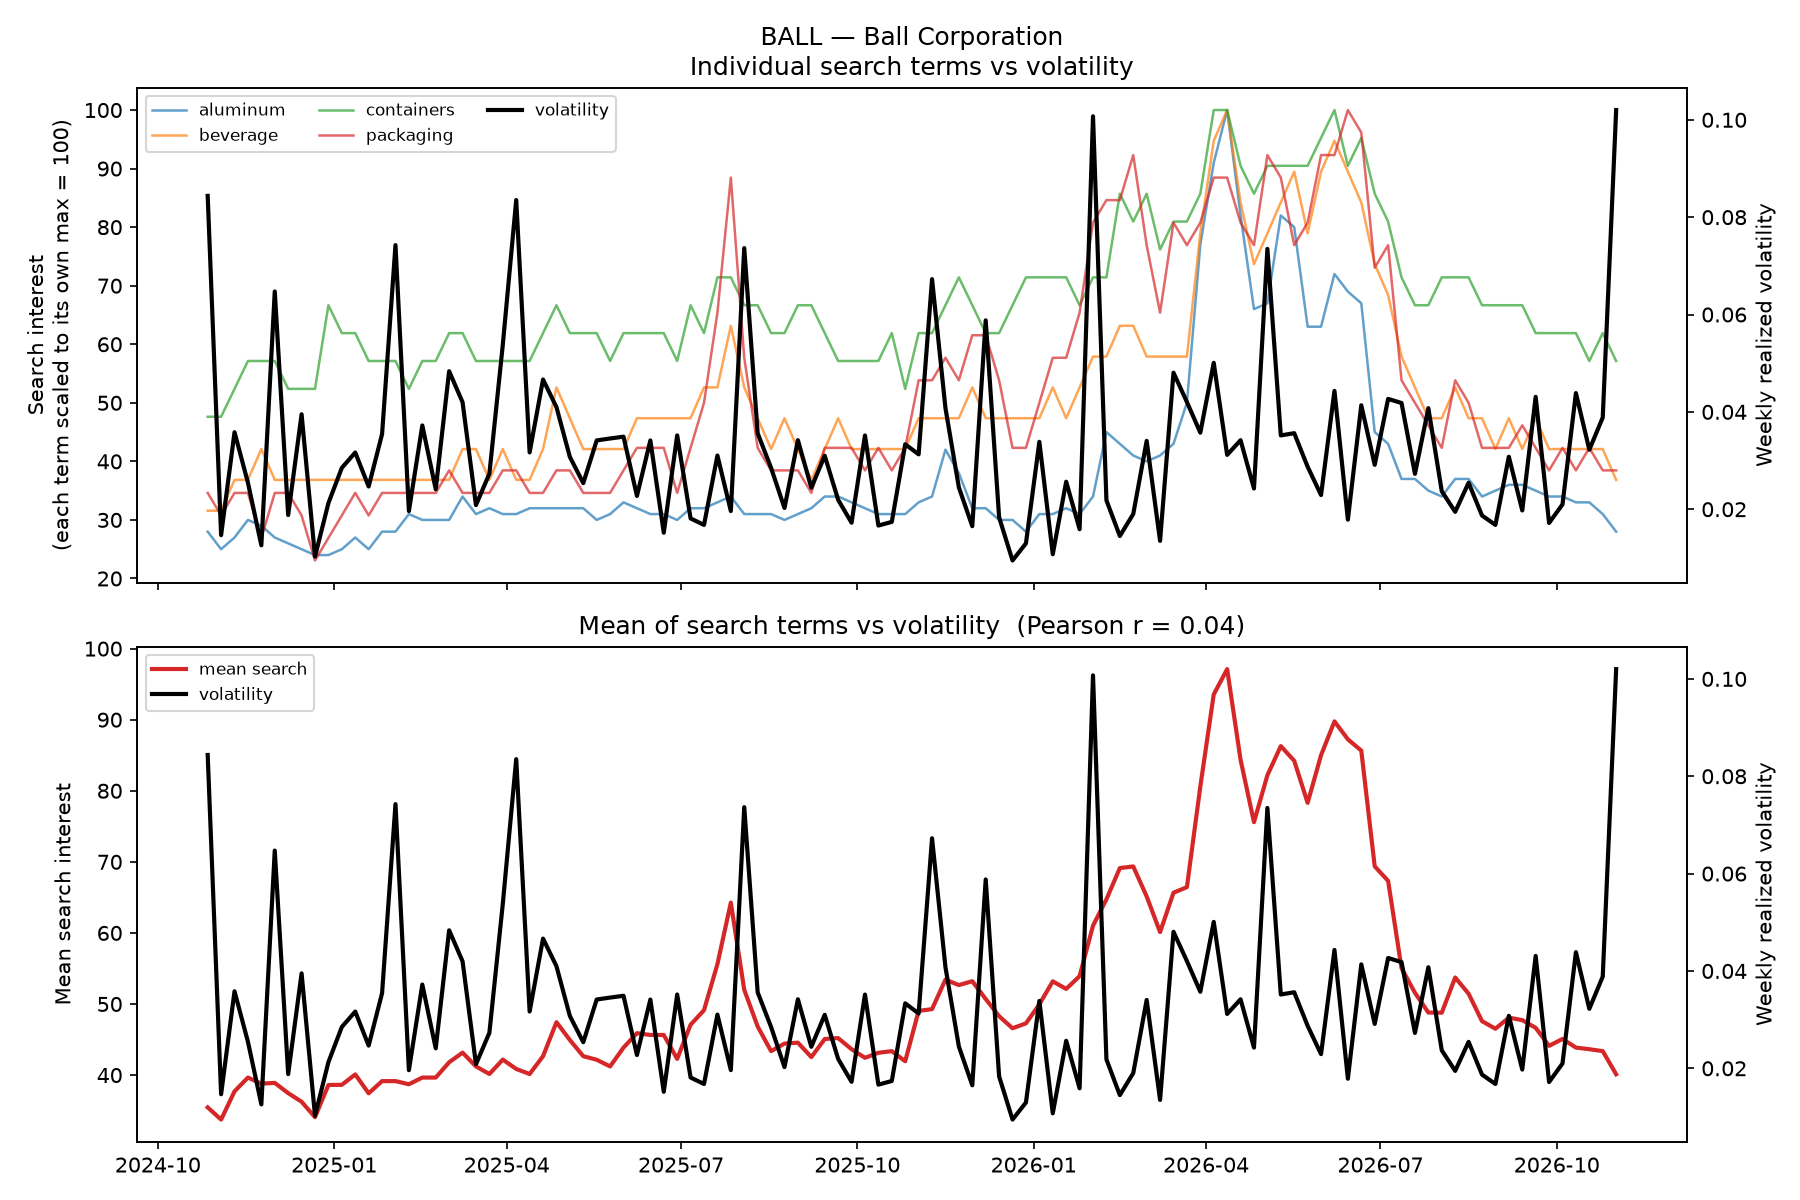 BALL — Ball Corporation
Individual search terms vs volatility
aluminum
beverage
containers
packaging
volatility
Search interest
(each term scaled to its own max = 100)
100
90
80
70
60
50
40
30
20
0.10
0.08
0.06
0.04
0.02
Weekly realized volatility
Mean of search terms vs volatility (Pearson r = 0.04)
mean search
volatility
Mean search interest
100
90
80
70
60
50
40
0.10
0.08
0.06
0.04
0.02
Weekly realized volatility
2024-10 2025-01 2025-04 2025-07 2025-10 2026-01 2026-04 2026-07 2026-10